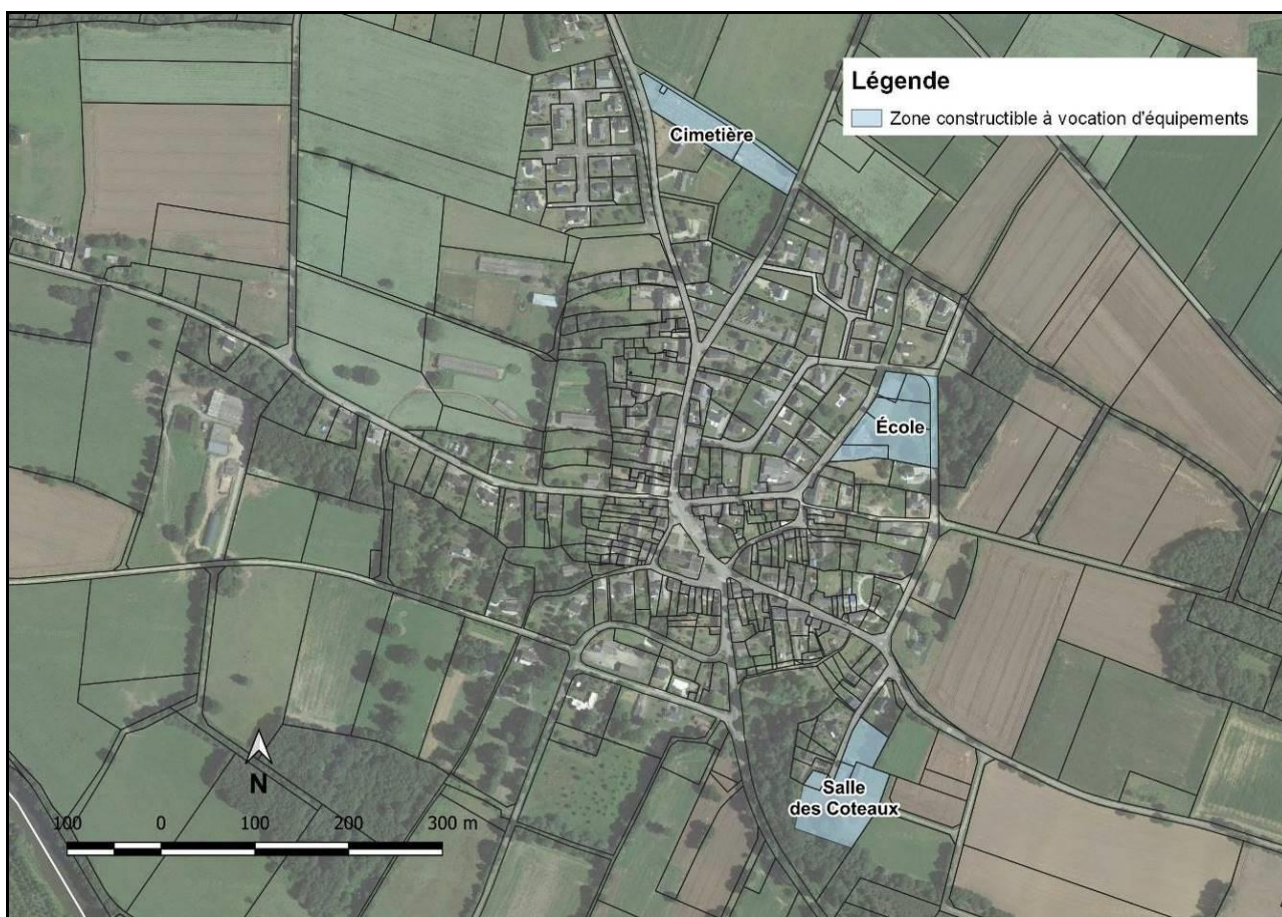 Légende
Zone constructible à vocation d'équipements
Cimetière
École
Salle
des Coteaux
N
100 0 100 200 300 m